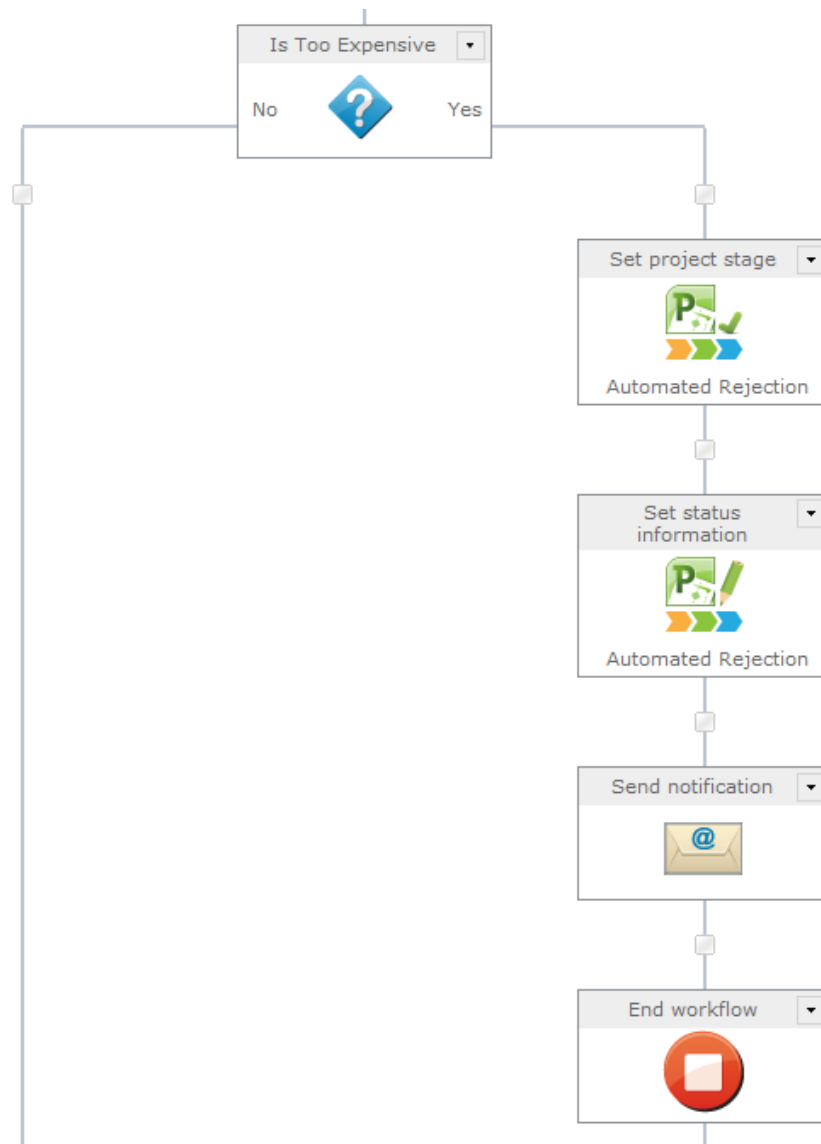 Is Too Expensive
No
Yes
Set project stage
P
Automated Rejection
Set status
information
P
Automated Rejection
Send notification
@
End workflow